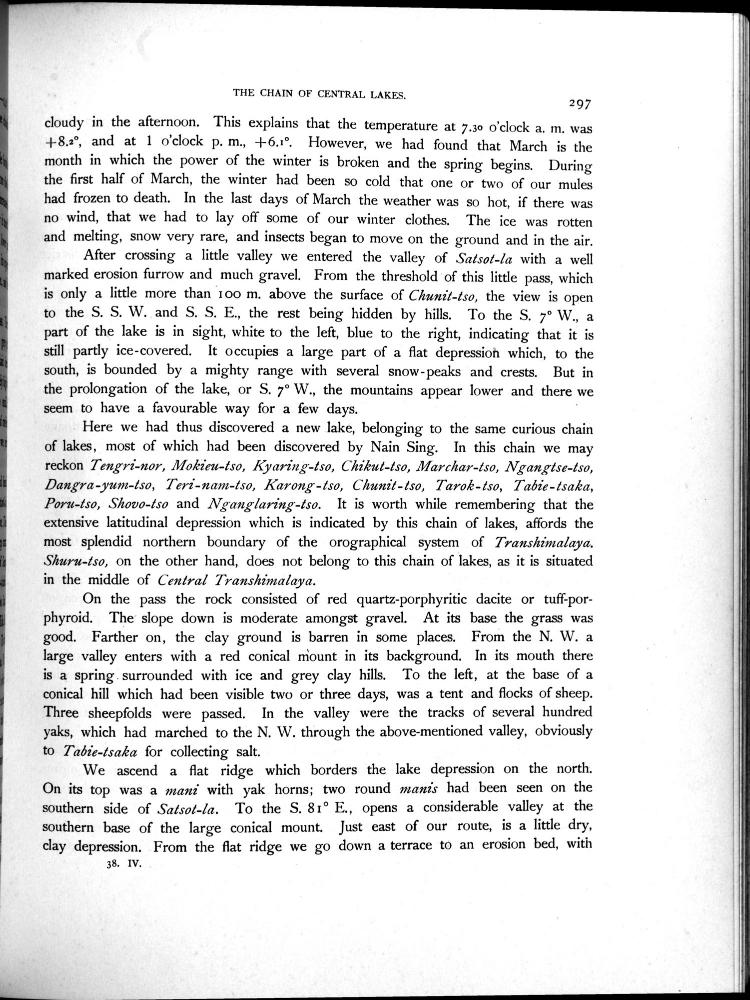 THE CHAIN OF CENTRAL LAKES.
297
cloudy in the afternoon. This explains that the temperature at 7.30 o'clock a. m. was
+8.2°, and at 1 o'clock p. m., +6.1°. However, we had found that March is the
month in which the power of the winter is broken and the spring begins. During
the first half of March, the winter had been so cold that one or two of our mules
had frozen to death. In the last days of March the weather was so hot, if there was
no wind, that we had to lay off some of our winter clothes. The ice was rotten
and melting, snow very rare, and insects began to move on the ground and in the air.
After crossing a little valley we entered the valley of Satsot-la with a well
marked erosion furrow and much gravel. From the threshold of this little pass, which
is only a little more than 100 m. above the surface of Chunit-tso, the view is open
to the S. S. W. and S. S. E., the rest being hidden by hills. To the S. 7° W., a
part of the lake is in sight, white to the left, blue to the right, indicating that it is
still partly ice-covered. It occupies a large part of a flat depression which, to the
south, is bounded by a mighty range with several snow-peaks and crests. But in
the prolongation of the lake, or S. 7° W., the mountains appear lower and there we
seem to have a favourable way for a few days.
Here we had thus discovered a new lake, belonging to the same curious chain
of lakes, most of which had been discovered by Nain Sing. In this chain we may
reckon Tengri-nor, Mokieu-tso, Kyaring-tso, Chikut-tso, Marchar-tso, Ngangtse-tso,
Dangra-yum-tso, Teri-nam-tso, Karong-tso, Chunit-tso, Tarok-tso, Tabie-tsaka,
Poru-tso, Shovo-tso and Nganglaring-tso. It is worth while remembering that the
extensive latitudinal depression which is indicated by this chain of lakes, affords the
most splendid northern boundary of the orographical system of Transhimalaya.
Shuru-tso, on the other hand, does not belong to this chain of lakes, as it is situated
in the middle of Central Transhimalaya.
On the pass the rock consisted of red quartz-porphyritic dacite or tuff-por-
phyroid. The slope down is moderate amongst gravel. At its base the grass was
good. Farther on, the clay ground is barren in some places. From the N. W. a
large valley enters with a red conical mount in its background. In its mouth there
is a spring surrounded with ice and grey clay hills. To the left, at the base of a
conical hill which had been visible two or three days, was a tent and flocks of sheep.
Three sheepfolds were passed. In the valley were the tracks of several hundred
yaks, which had marched to the N. W. through the above-mentioned valley, obviously
to Tabie-tsaka for collecting salt.
We ascend a flat ridge which borders the lake depression on the north.
On its top was a mani with yak horns; two round manis had been seen on the
southern side of Satsot-la. To the S. 81° E., opens a considerable valley at the
southern base of the large conical mount. Just east of our route, is a little dry,
clay depression. From the flat ridge we go down a terrace to an erosion bed, with
38. IV.